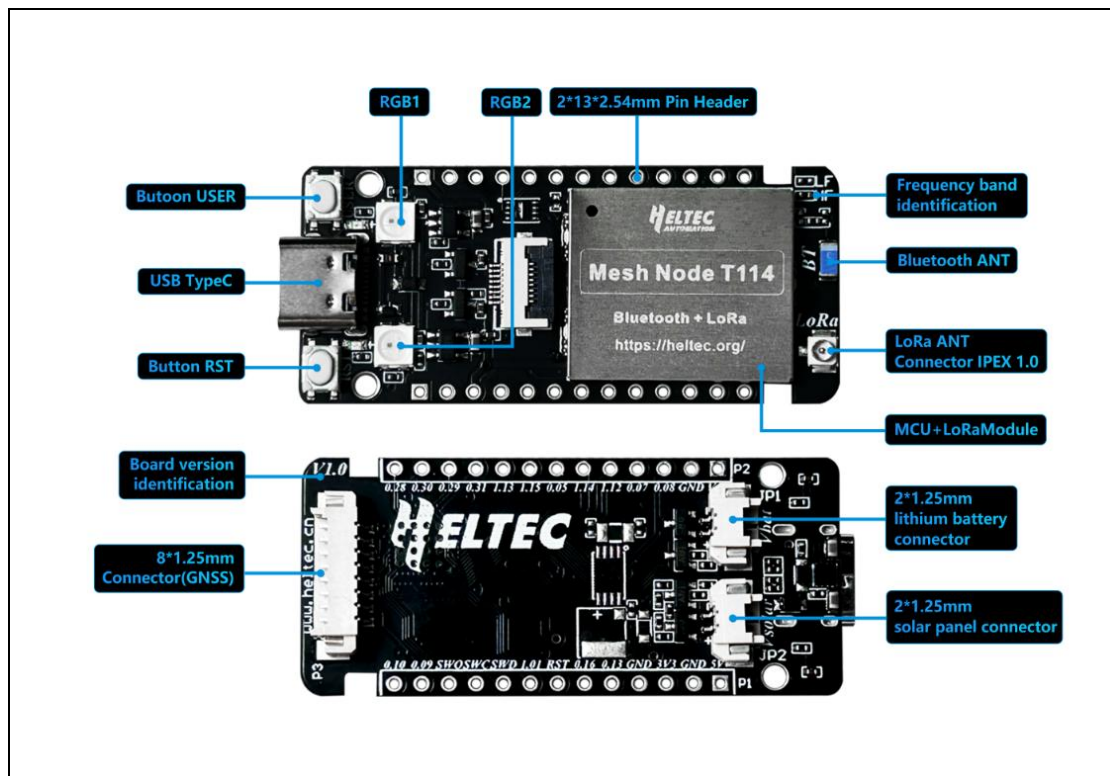 RGB1
RGB2
2*13*2.54mm Pin Header
Butoon USER
USB TypeC
Button RST
Frequency band
identification
Bluetooth ANT
LoRa ANT
Connector IPEX 1.0
MCU+LoRaModule
LF
HF
BT
LoRa
HELTEC
AUTOMATION
Mesh Node T114
Bluetooth + LoRa
https://heltec.org/
Board version
identification
8*1.25mm
Connector(GNSS)
2*1.25mm
lithium battery
connector
2*1.25mm
solar panel connector
V1.0
P2
0.28 0.30 0.29 0.31 1.13 1.15 0.05 1.14 1.12 0.07 0.08 GND
JP1
Vbat
HELTEC
www.heltec.cn
solar
JP2
P3
0.10 0.09 SWO SWC SWD 1.01 RST 0.16 0.13 GND 3V3 GND 5V
P1